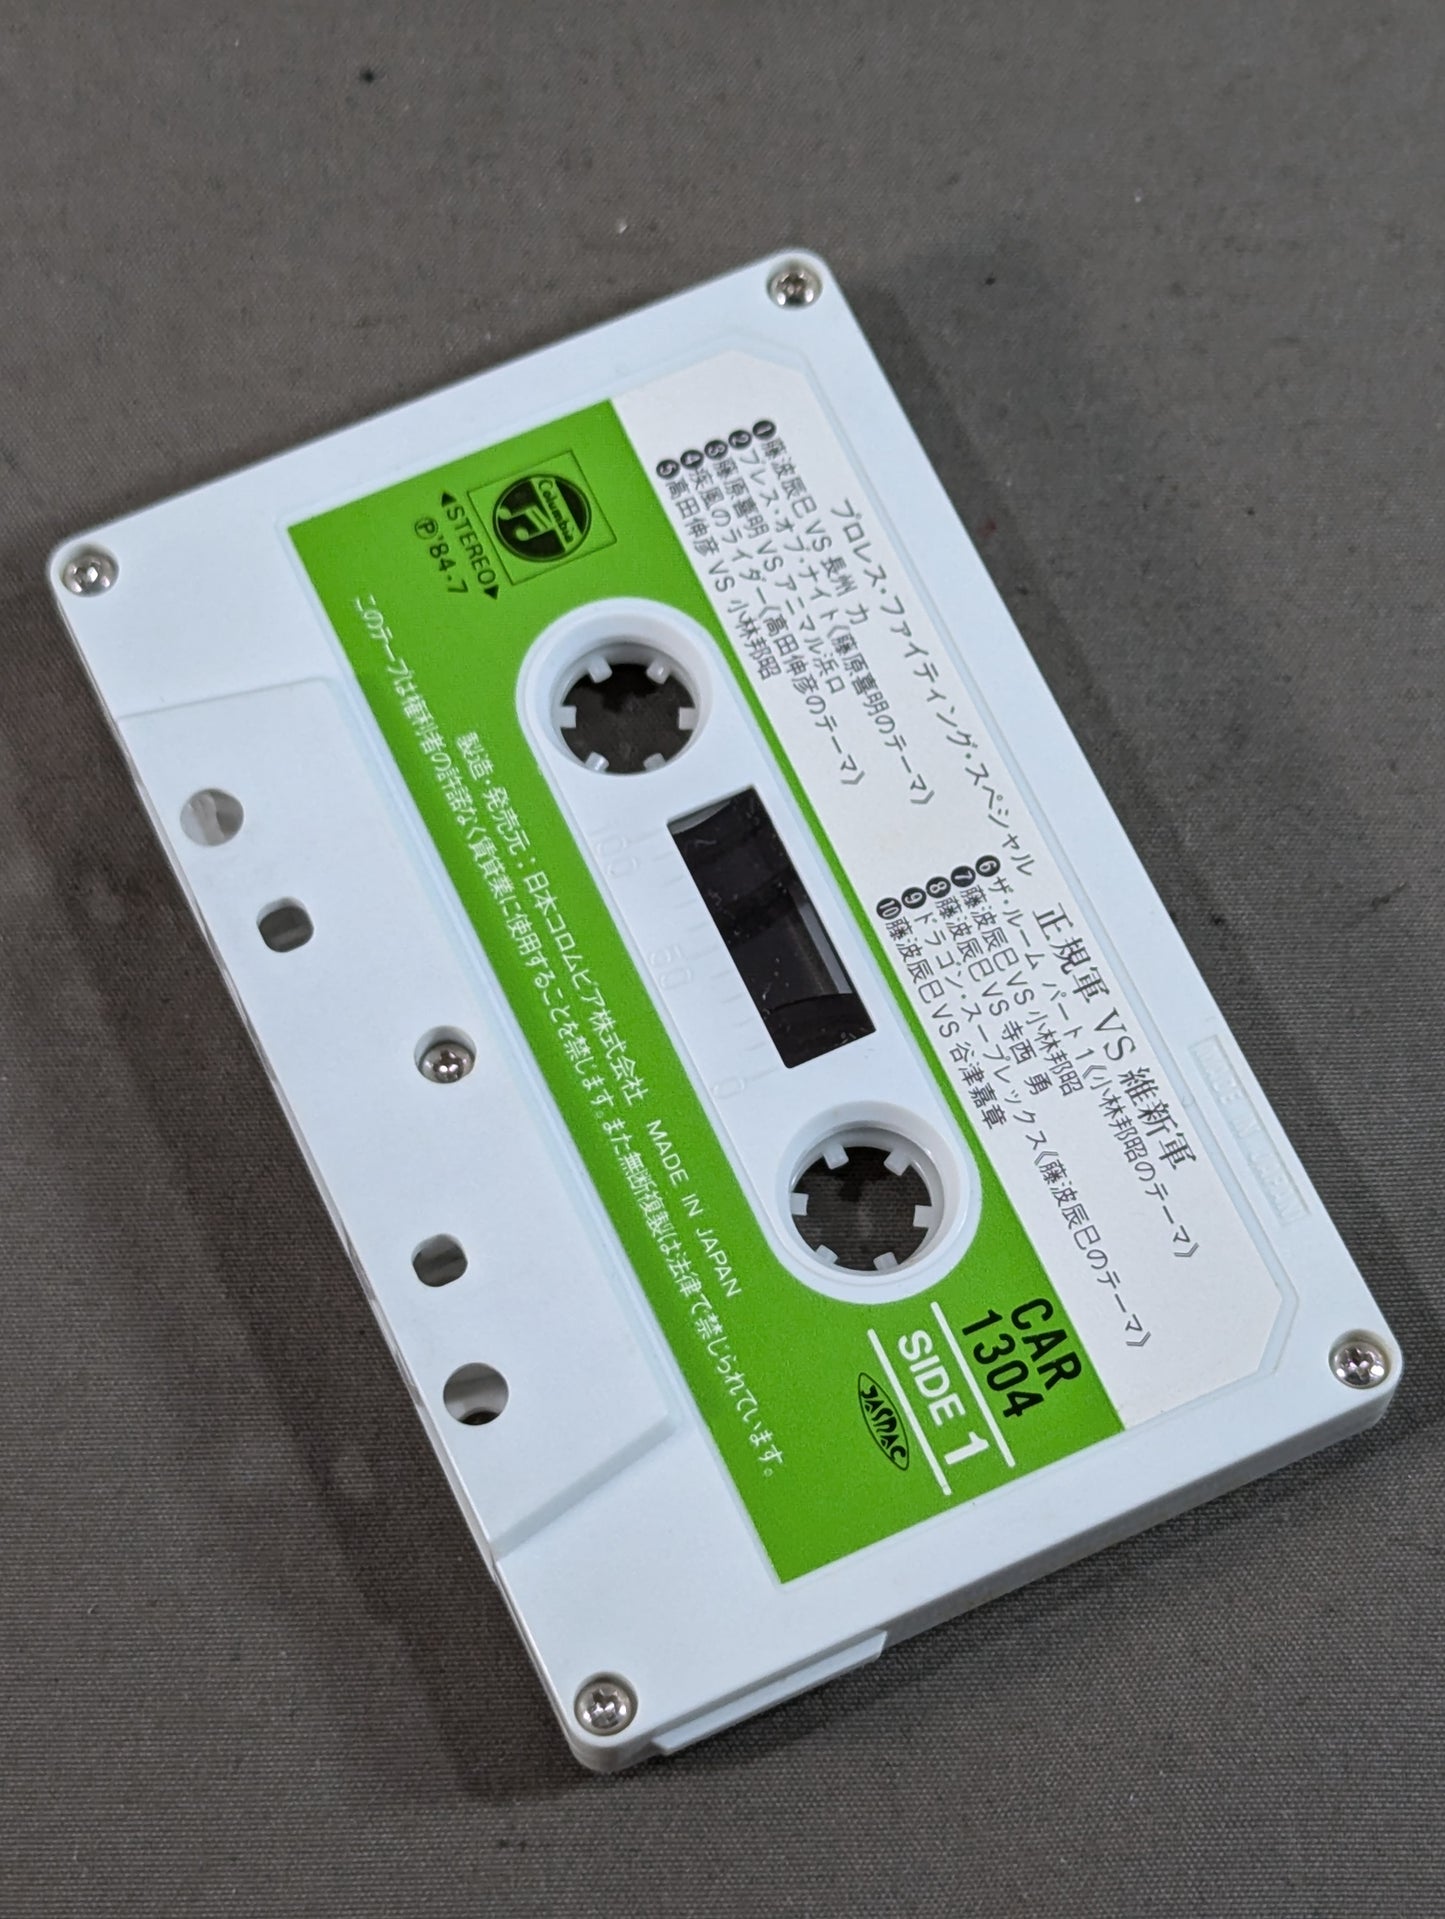 プロレス・ファイティング・スペシャル 正規軍 VS 維新軍
❶藤波辰巳 VS 長州 力
❷プレス・オブ・ナイト《藤原喜明のテーマ》
❸藤原喜明 VS アニマル浜口
❹疾風のライダー《高田伸彦のテーマ》
❺高田伸彦 VS 小林邦昭
❻ザ・ルーム パート1《小林邦昭のテーマ》
❼藤波辰巳 VS 小林邦昭
❽藤波辰巳 VS 寺西 勇
❾ドラゴン・スープレックス《藤波辰巳のテーマ》
❿藤波辰巳 VS 谷津嘉章
Columbia
◀STEREO▶
Ⓟ'84.7
CAR
1304
SIDE 1
JASRAC
100 50 0
製造・発売元：日本コロムビア株式会社 MADE IN JAPAN
このテープは権利者の許諾なく賃貸業に使用することを禁じます。また無断複製は法律で禁じられています。
MADE IN JAPAN